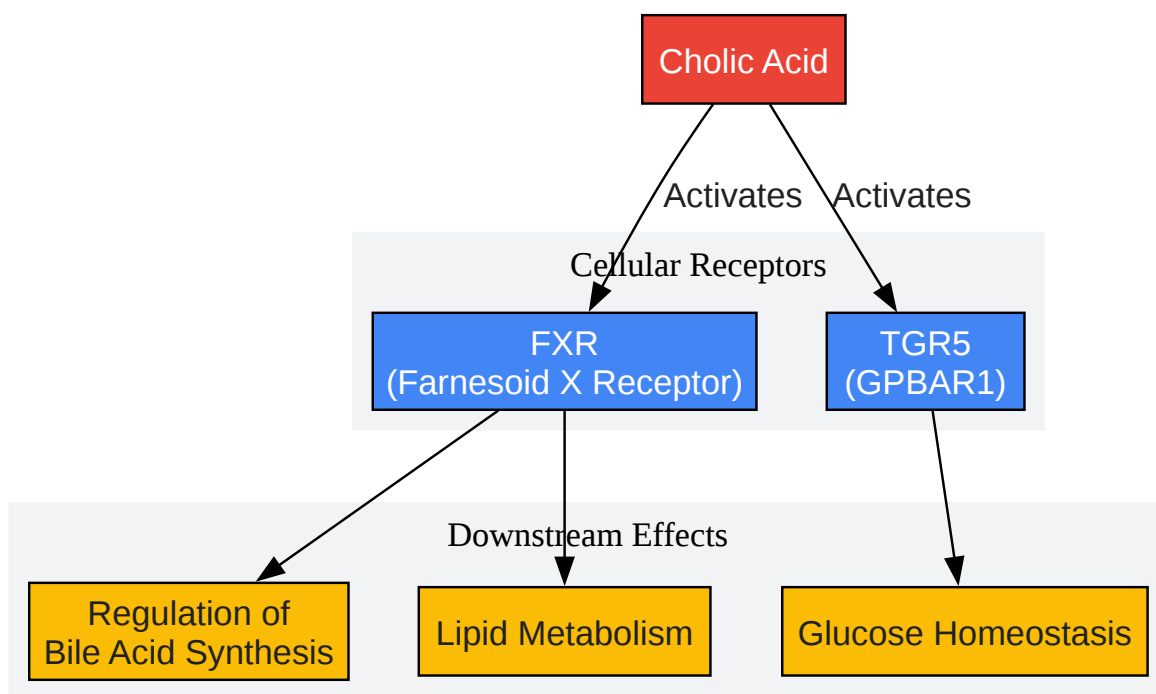 Cholic Acid
Activates
Activates
Cellular Receptors
FXR
(Farnesoid X Receptor)
TGR5
(GPBAR1)
Downstream Effects
Regulation of
Bile Acid Synthesis
Lipid Metabolism
Glucose Homeostasis